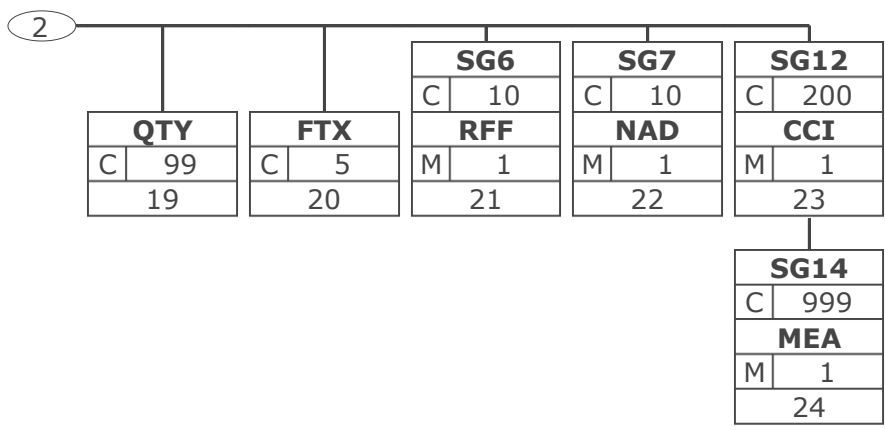 2
SG6 SG7 SG12
C 10 C 10 C 200
QTY FTX RFF NAD CCI
C 99 C 5 M 1 M 1 M 1
19 20 21 22 23
SG14
C 999
MEA
M 1
24